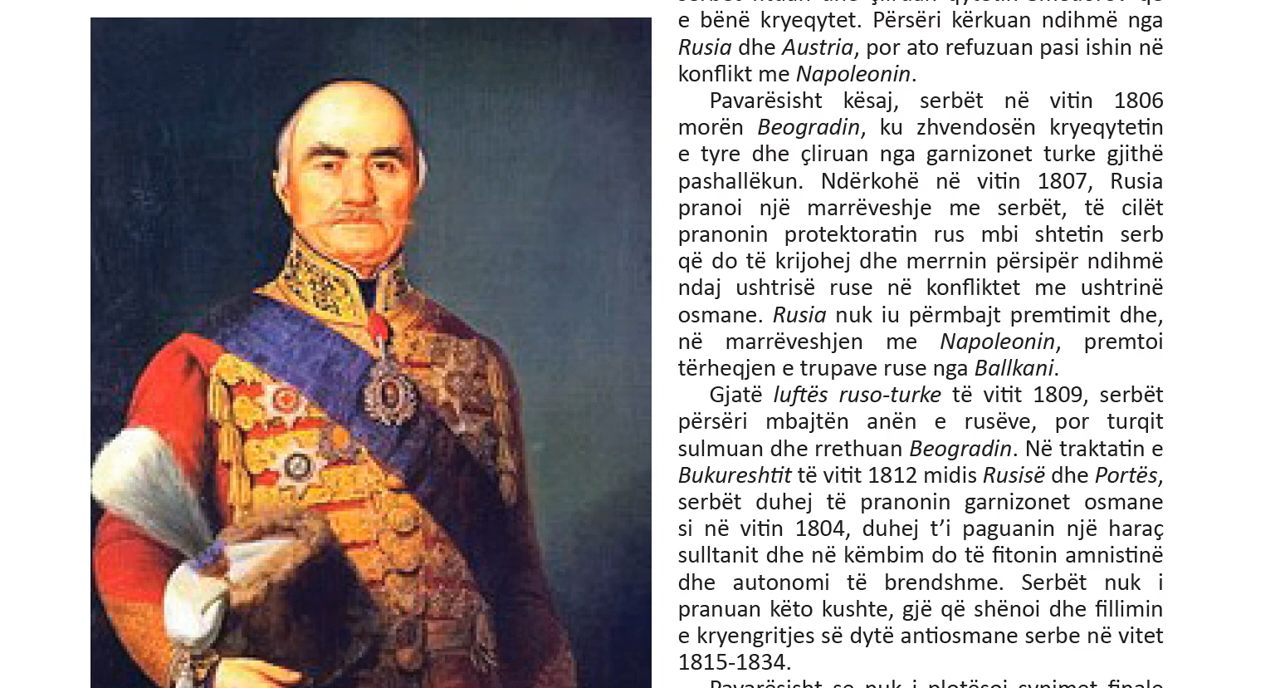 e bënë kryeqytet. Përsëri kërkuan ndihmë nga
Rusia dhe Austria, por ato refuzuan pasi ishin në
konflikt me Napoleonin.
Pavarësisht kësaj, serbët në vitin 1806
morën Beogradin, ku zhvendosën kryeqytetin
e tyre dhe çliruan nga garnizonet turke gjithë
pashallëkun. Ndërkohë në vitin 1807, Rusia
pranoi një marrëveshje me serbët, të cilët
pranonin protektoratin rus mbi shtetin serb
që do të krijohej dhe merrnin përsipër ndihmë
ndaj ushtrisë ruse në konfliktet me ushtrinë
osmane. Rusia nuk iu përmbajt premtimit dhe,
në marrëveshjen me Napoleonin, premtoi
tërheqjen e trupave ruse nga Ballkani.
Gjatë luftës ruso-turke të vitit 1809, serbët
përsëri mbajtën anën e rusëve, por turqit
sulmuan dhe rrethuan Beogradin. Në traktatin e
Bukureshtit të vitit 1812 midis Rusisë dhe Portës,
serbët duhej të pranonin garnizonet osmane
si në vitin 1804, duhej t’i paguanin një haraç
sulltanit dhe në këmbim do të fitonin amnistinë
dhe autonomi të brendshme. Serbët nuk i
pranuan këto kushte, gjë që shënoi dhe fillimin
e kryengritjes së dytë antiosmane serbe në vitet
1815-1834.
Pavarësisht se nuk i plotësoi synimet finale